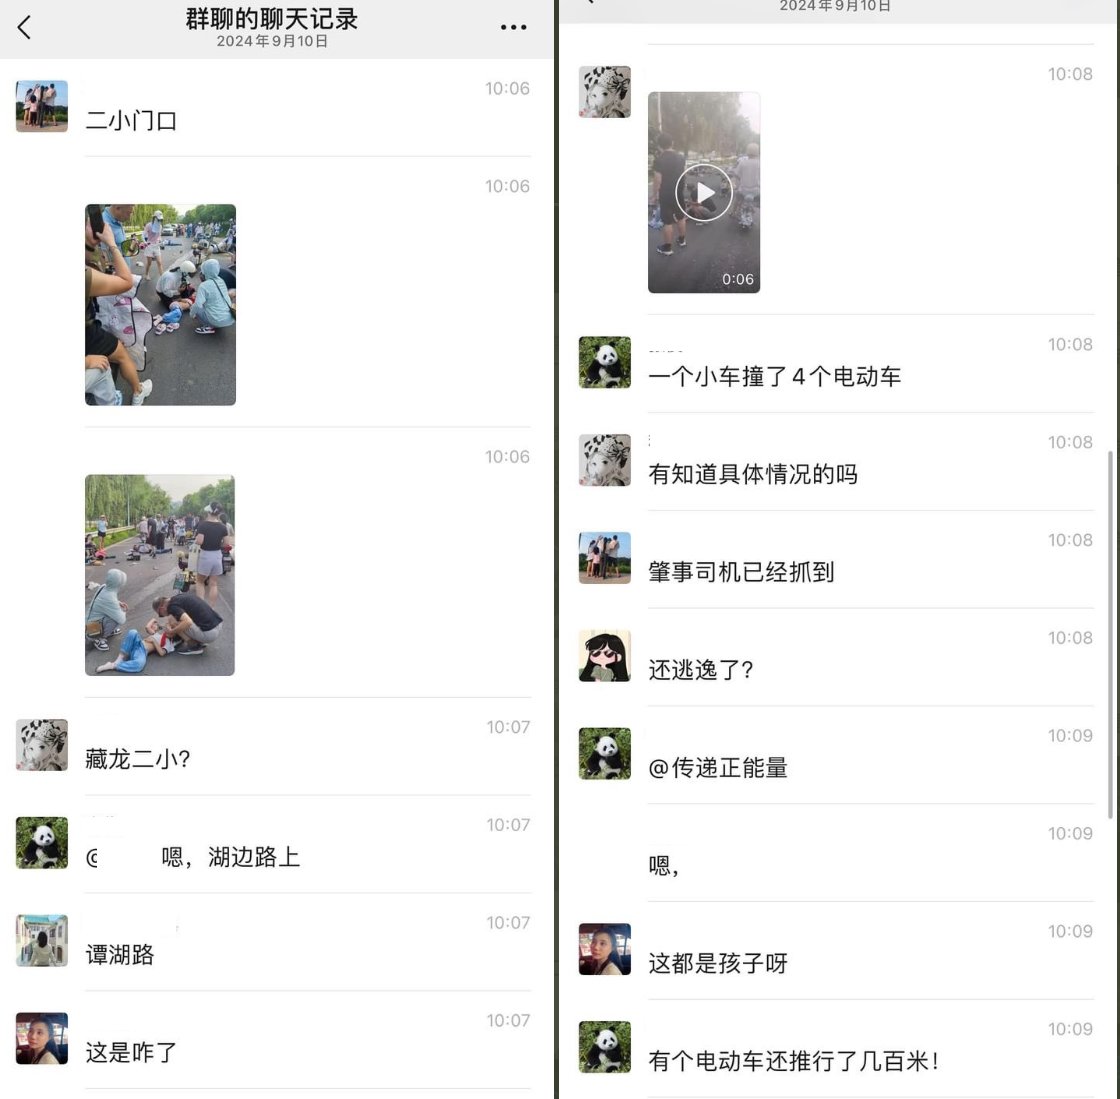 群聊的聊天记录
2024年9月10日
10:06
二小门口
10:06
10:06
10:07
藏龙二小?
10:07
@ 嗯，湖边路上
10:07
谭湖路
10:07
这是咋了
2024年9月10日
10:08
0:06
10:08
一个小车撞了4个电动车
10:08
有知道具体情况的吗
10:08
肇事司机已经抓到
10:08
还逃逸了?
10:09
@传递正能量
10:09
嗯，
10:09
这都是孩子呀
10:09
有个电动车还推行了几百米!